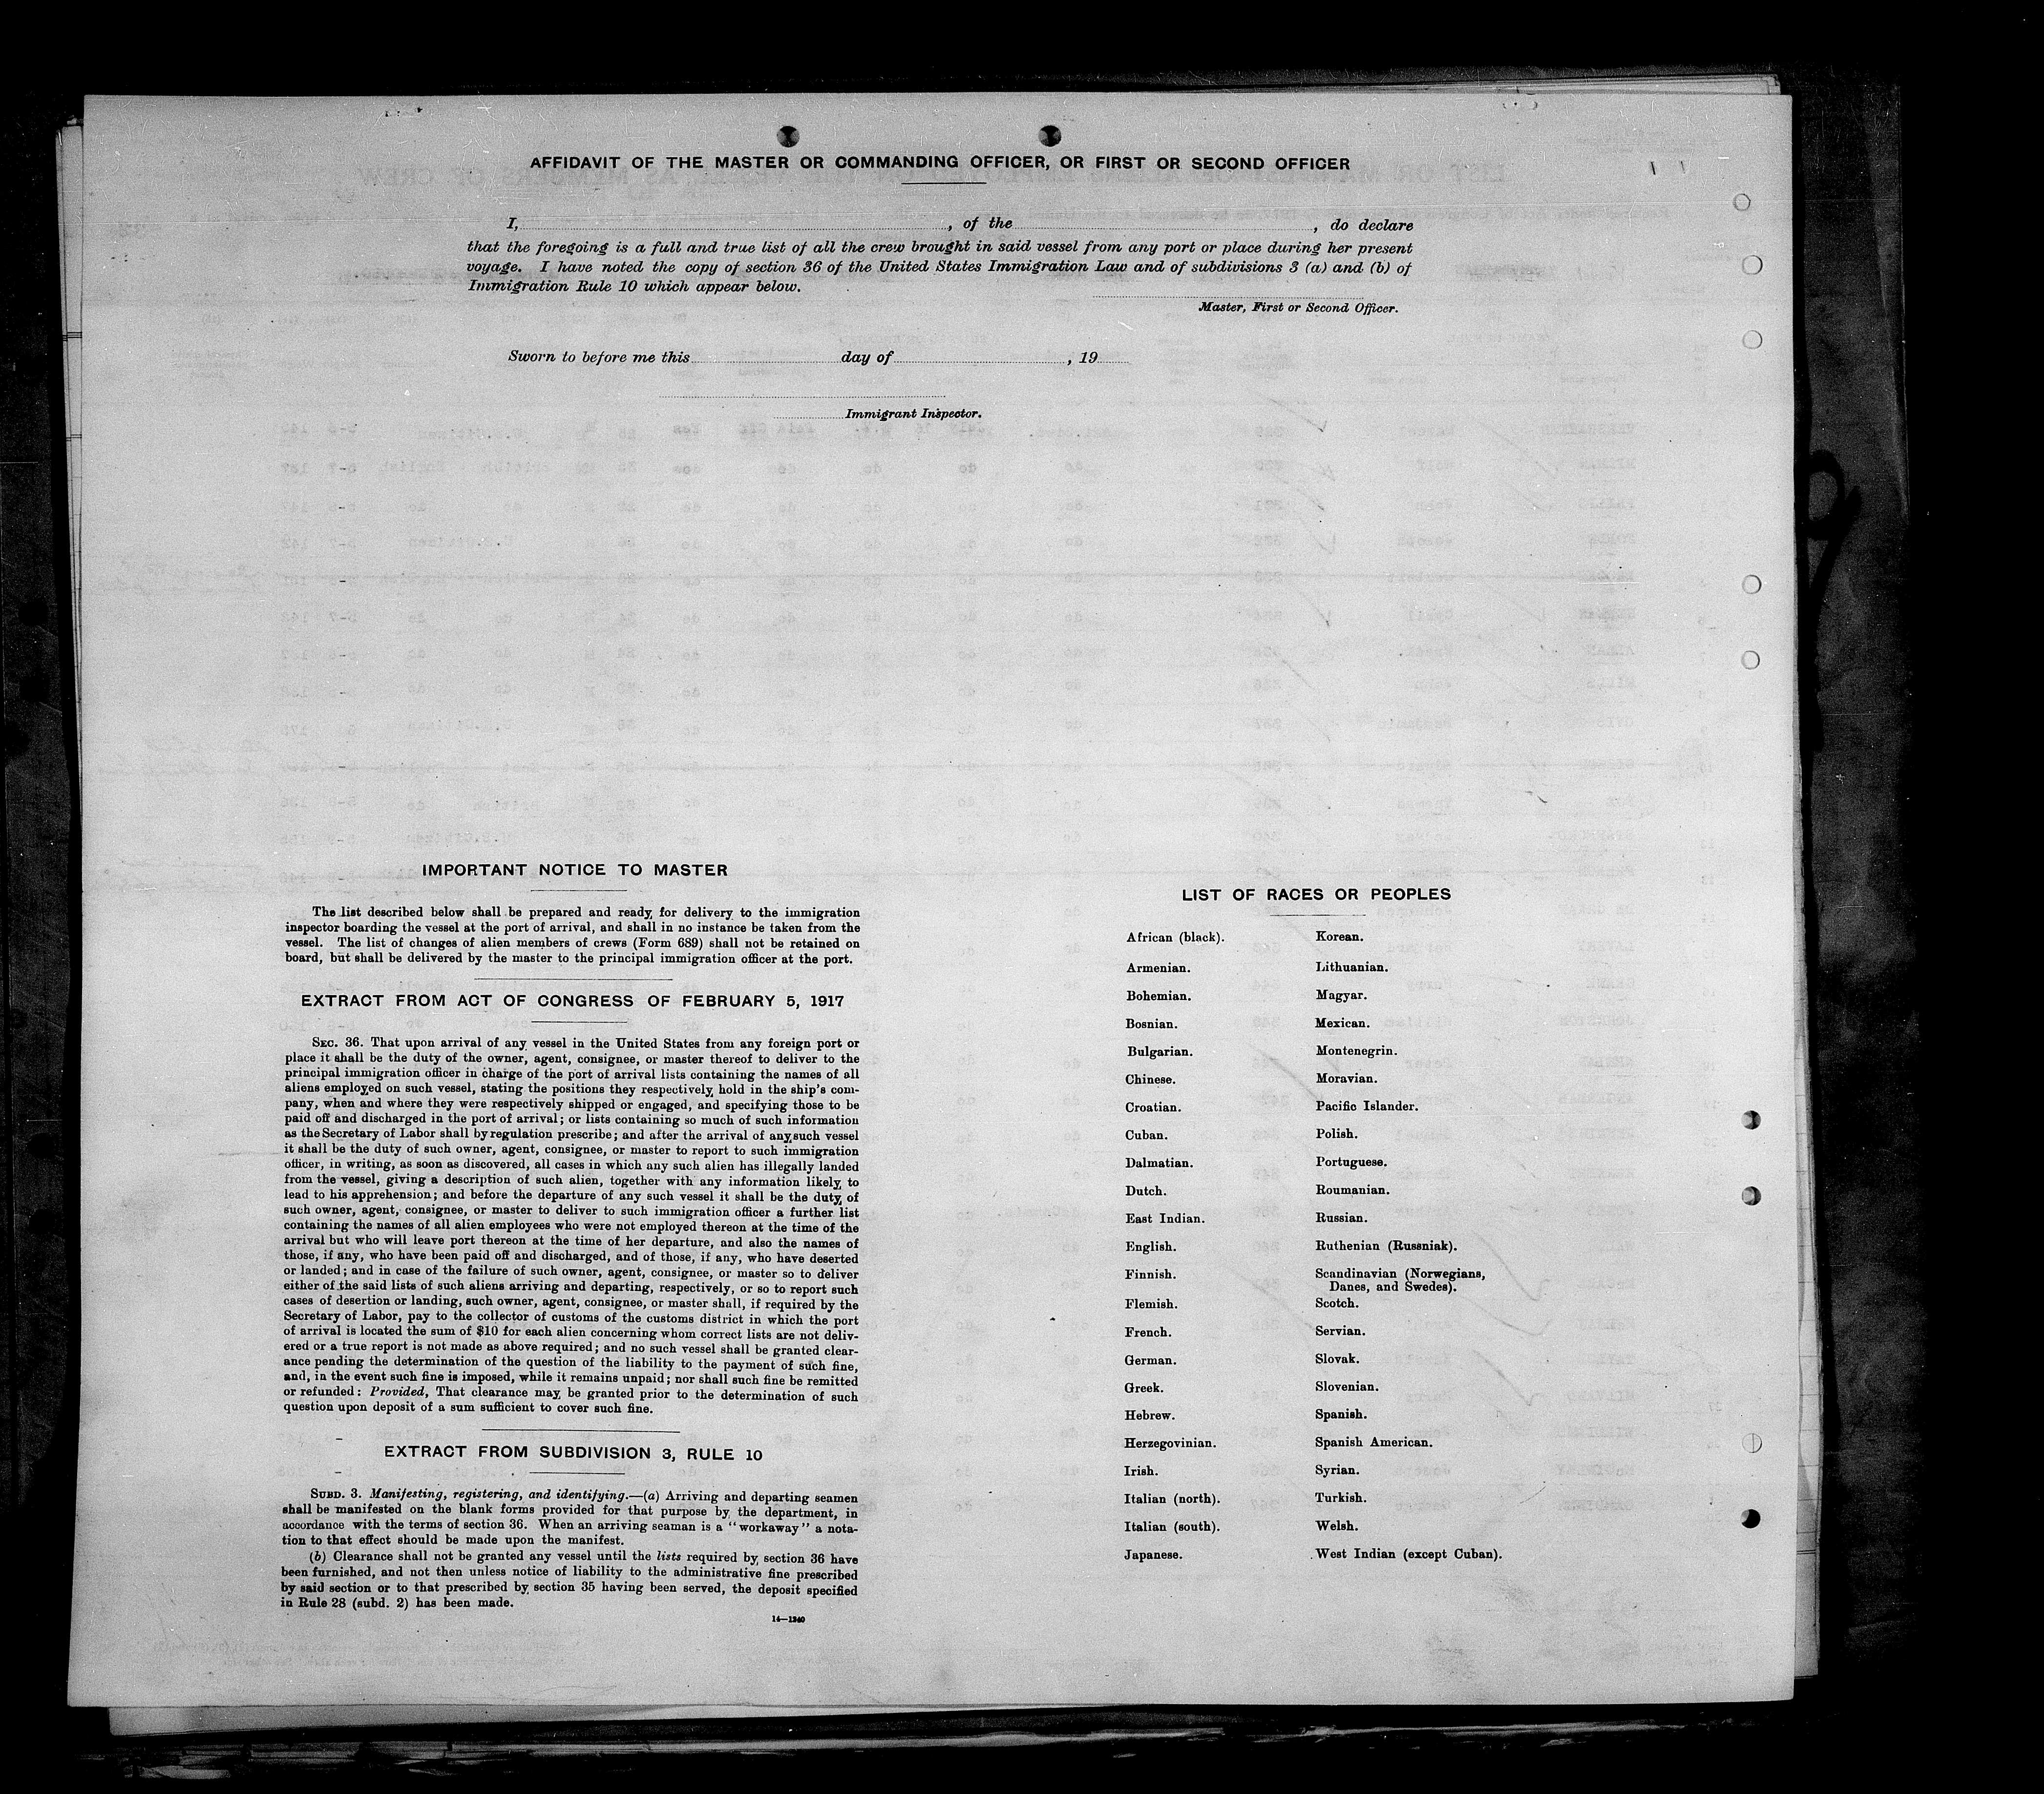 AFFIDAVIT OF THE MASTER OR COMMANDING OFFICER, OR FIRST OR SECOND OFFICER
I, , of the , do declare
that the foregoing is a full and true list of all the crew brought in said vessel from any port or place during her present
voyage. I have noted the copy of section 36 of the United States Immigration Law and of subdivisions 3 (a) and (b) of
Immigration Rule 10 which appear below.
Master, First or Second Officer.
Sworn to before me this day of , 19
Immigrant Inspector.
IMPORTANT NOTICE TO MASTER
The list described below shall be prepared and ready for delivery to the immigration
inspector boarding the vessel at the port of arrival, and shall in no instance be taken from the
vessel. The list of changes of alien members of crews (Form 689) shall not be retained on
board, but shall be delivered by the master to the principal immigration officer at the port.
EXTRACT FROM ACT OF CONGRESS OF FEBRUARY 5, 1917
SEC. 36. That upon arrival of any vessel in the United States from any foreign port or
place it shall be the duty of the owner, agent, consignee, or master thereof to deliver to the
principal immigration officer in charge of the port of arrival lists containing the names of all
aliens employed on such vessel, stating the positions they respectively hold in the ship's com-
pany, when and where they were respectively shipped or engaged, and specifying those to be
paid off and discharged in the port of arrival; or lists containing so much of such information
as the Secretary of Labor shall by regulation prescribe; and after the arrival of any such vessel
it shall be the duty of such owner, agent, consignee, or master to report to such immigration
officer, in writing, as soon as discovered, all cases in which any such alien has illegally landed
from the vessel, giving a description of such alien, together with any information likely to
lead to his apprehension; and before the departure of any such vessel it shall be the duty of
such owner, agent, consignee, or master to deliver to such immigration officer a further list
containing the names of all alien employees who were not employed thereon at the time of the
arrival but who will leave port thereon at the time of her departure, and also the names of
those, if any, who have been paid off and discharged, and of those, if any, who have deserted
or landed; and in case of the failure of such owner, agent, consignee, or master so to deliver
either of the said lists of such aliens arriving and departing, respectively, or so to report such
cases of desertion or landing, such owner, agent, consignee, or master shall, if required by the
Secretary of Labor, pay to the collector of customs of the customs district in which the port
of arrival is located the sum of $10 for each alien concerning whom correct lists are not deliv-
ered or a true report is not made as above required; and no such vessel shall be granted clear-
ance pending the determination of the question of the liability to the payment of such fine,
and, in the event such fine is imposed, while it remains unpaid; nor shall such fine be remitted
or refunded: Provided, That clearance may be granted prior to the determination of such
question upon deposit of a sum sufficient to cover such fine.
EXTRACT FROM SUBDIVISION 3, RULE 10
SUBD. 3. Manifesting, registering, and identifying.—(a) Arriving and departing seamen
shall be manifested on the blank forms provided for that purpose by the department, in
accordance with the terms of section 36. When an arriving seaman is a "workaway" a nota-
tion to that effect should be made upon the manifest.
(b) Clearance shall not be granted any vessel until the lists required by section 36 have
been furnished, and not then unless notice of liability to the administrative fine prescribed
by said section or to that prescribed by section 35 having been served, the deposit specified
in Rule 28 (subd. 2) has been made.
14—1240
LIST OF RACES OR PEOPLES
African (black).
Armenian.
Bohemian.
Bosnian.
Bulgarian.
Chinese.
Croatian.
Cuban.
Dalmatian.
Dutch.
East Indian.
English.
Finnish.
Flemish.
French.
German.
Greek.
Hebrew.
Herzegovinian.
Irish.
Italian (north).
Italian (south).
Japanese.
Korean.
Lithuanian.
Magyar.
Mexican.
Montenegrin.
Moravian.
Pacific Islander.
Polish.
Portuguese.
Roumanian.
Russian.
Ruthenian (Russniak).
Scandinavian (Norwegians,
Danes, and Swedes).
Scotch.
Servian.
Slovak.
Slovenian.
Spanish.
Spanish American.
Syrian.
Turkish.
Welsh.
West Indian (except Cuban).